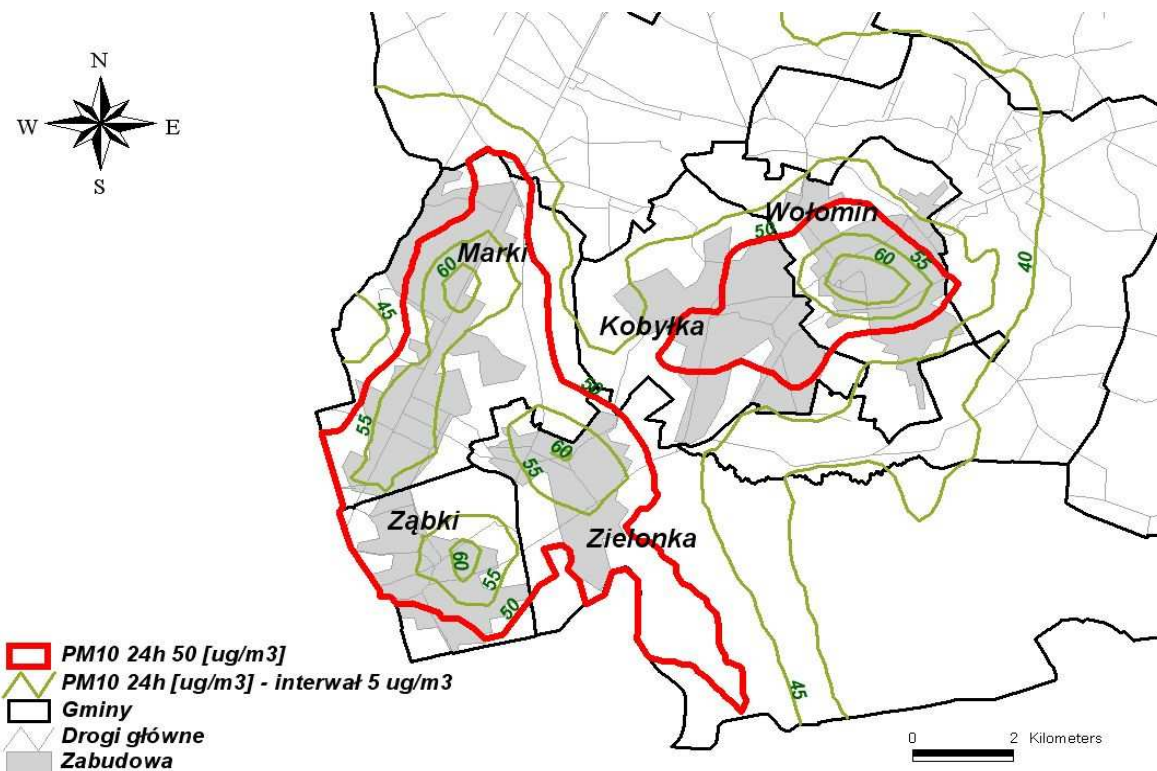 N
W E
S
40
Wołomin
50
Marki
60
60
55
45
Kobyłka
50
55
60
55
Ząbki
Zielonka
60
55
50
45
PM10 24h 50 [ug/m3]
PM10 24h [ug/m3] - interwał 5 ug/m3
Gminy
Drogi główne
Zabudowa
0 2 Kilometers